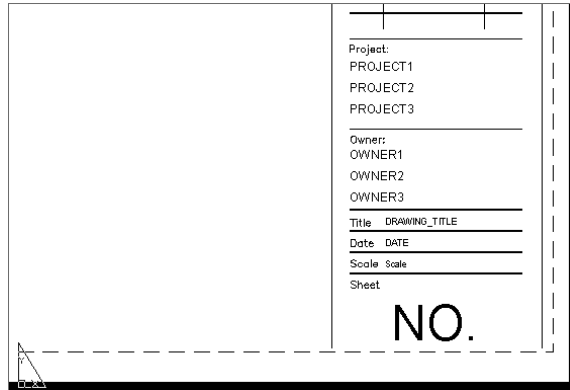 Project:
PROJECT1
PROJECT2
PROJECT3
Owner:
OWNER1
OWNER2
OWNER3
Title DRAWING_TITLE
Date DATE
Scale Scale
Sheet
NO.
Y
X